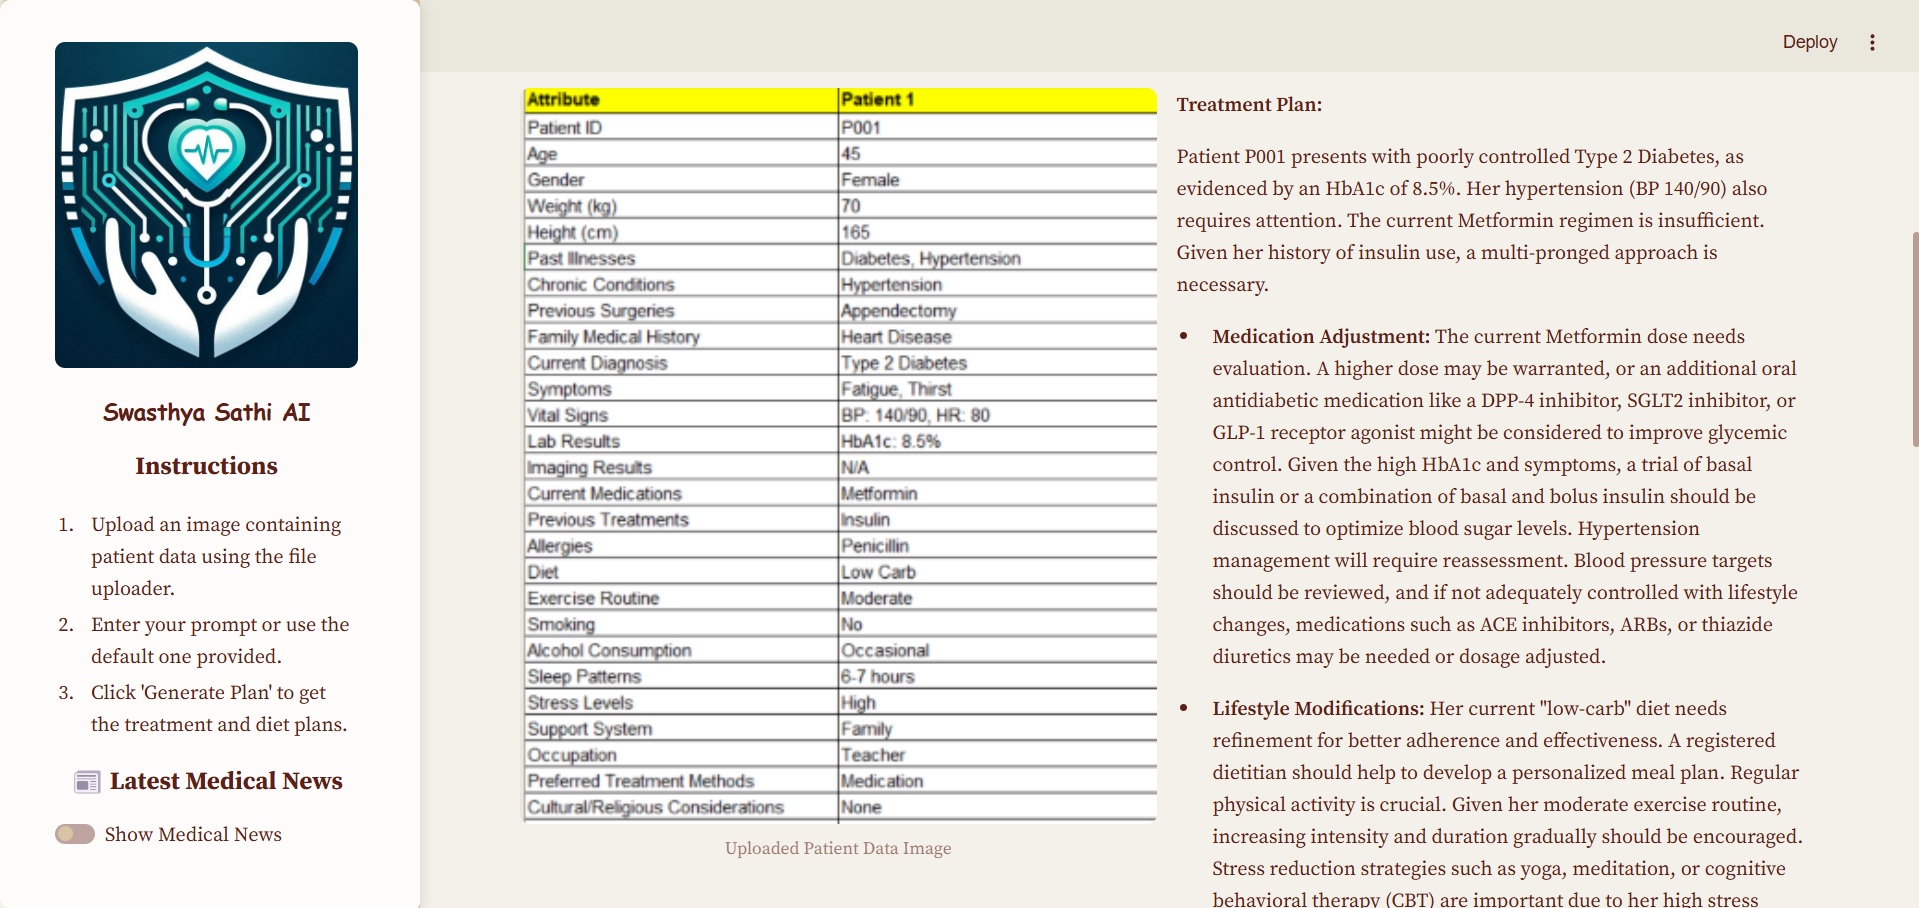 Swasthya Sathi AI
Instructions
1. Upload an image containing
patient data using the file
uploader.
2. Enter your prompt or use the
default one provided.
3. Click 'Generate Plan' to get
the treatment and diet plans.
Latest Medical News
Show Medical News
Deploy
Attribute Patient 1
Patient ID P001
Age 45
Gender Female
Weight (kg) 70
Height (cm) 165
Past Illnesses Diabetes, Hypertension
Chronic Conditions Hypertension
Previous Surgeries Appendectomy
Family Medical History Heart Disease
Current Diagnosis Type 2 Diabetes
Symptoms Fatigue, Thirst
Vital Signs BP: 140/90, HR: 80
Lab Results HbA1c: 8.5%
Imaging Results N/A
Current Medications Metformin
Previous Treatments Insulin
Allergies Penicillin
Diet Low Carb
Exercise Routine Moderate
Smoking No
Alcohol Consumption Occasional
Sleep Patterns 6-7 hours
Stress Levels High
Support System Family
Occupation Teacher
Preferred Treatment Methods Medication
Cultural/Religious Considerations None
Uploaded Patient Data Image
Treatment Plan:
Patient P001 presents with poorly controlled Type 2 Diabetes, as
evidenced by an HbA1c of 8.5%. Her hypertension (BP 140/90) also
requires attention. The current Metformin regimen is insufficient.
Given her history of insulin use, a multi-pronged approach is
necessary.
• Medication Adjustment: The current Metformin dose needs
evaluation. A higher dose may be warranted, or an additional oral
antidiabetic medication like a DPP-4 inhibitor, SGLT2 inhibitor, or
GLP-1 receptor agonist might be considered to improve glycemic
control. Given the high HbA1c and symptoms, a trial of basal
insulin or a combination of basal and bolus insulin should be
discussed to optimize blood sugar levels. Hypertension
management will require reassessment. Blood pressure targets
should be reviewed, and if not adequately controlled with lifestyle
changes, medications such as ACE inhibitors, ARBs, or thiazide
diuretics may be needed or dosage adjusted.
• Lifestyle Modifications: Her current "low-carb" diet needs
refinement for better adherence and effectiveness. A registered
dietitian should help to develop a personalized meal plan. Regular
physical activity is crucial. Given her moderate exercise routine,
increasing intensity and duration gradually should be encouraged.
Stress reduction strategies such as yoga, meditation, or cognitive
behavioral therapy (CBT) are important due to her high stress